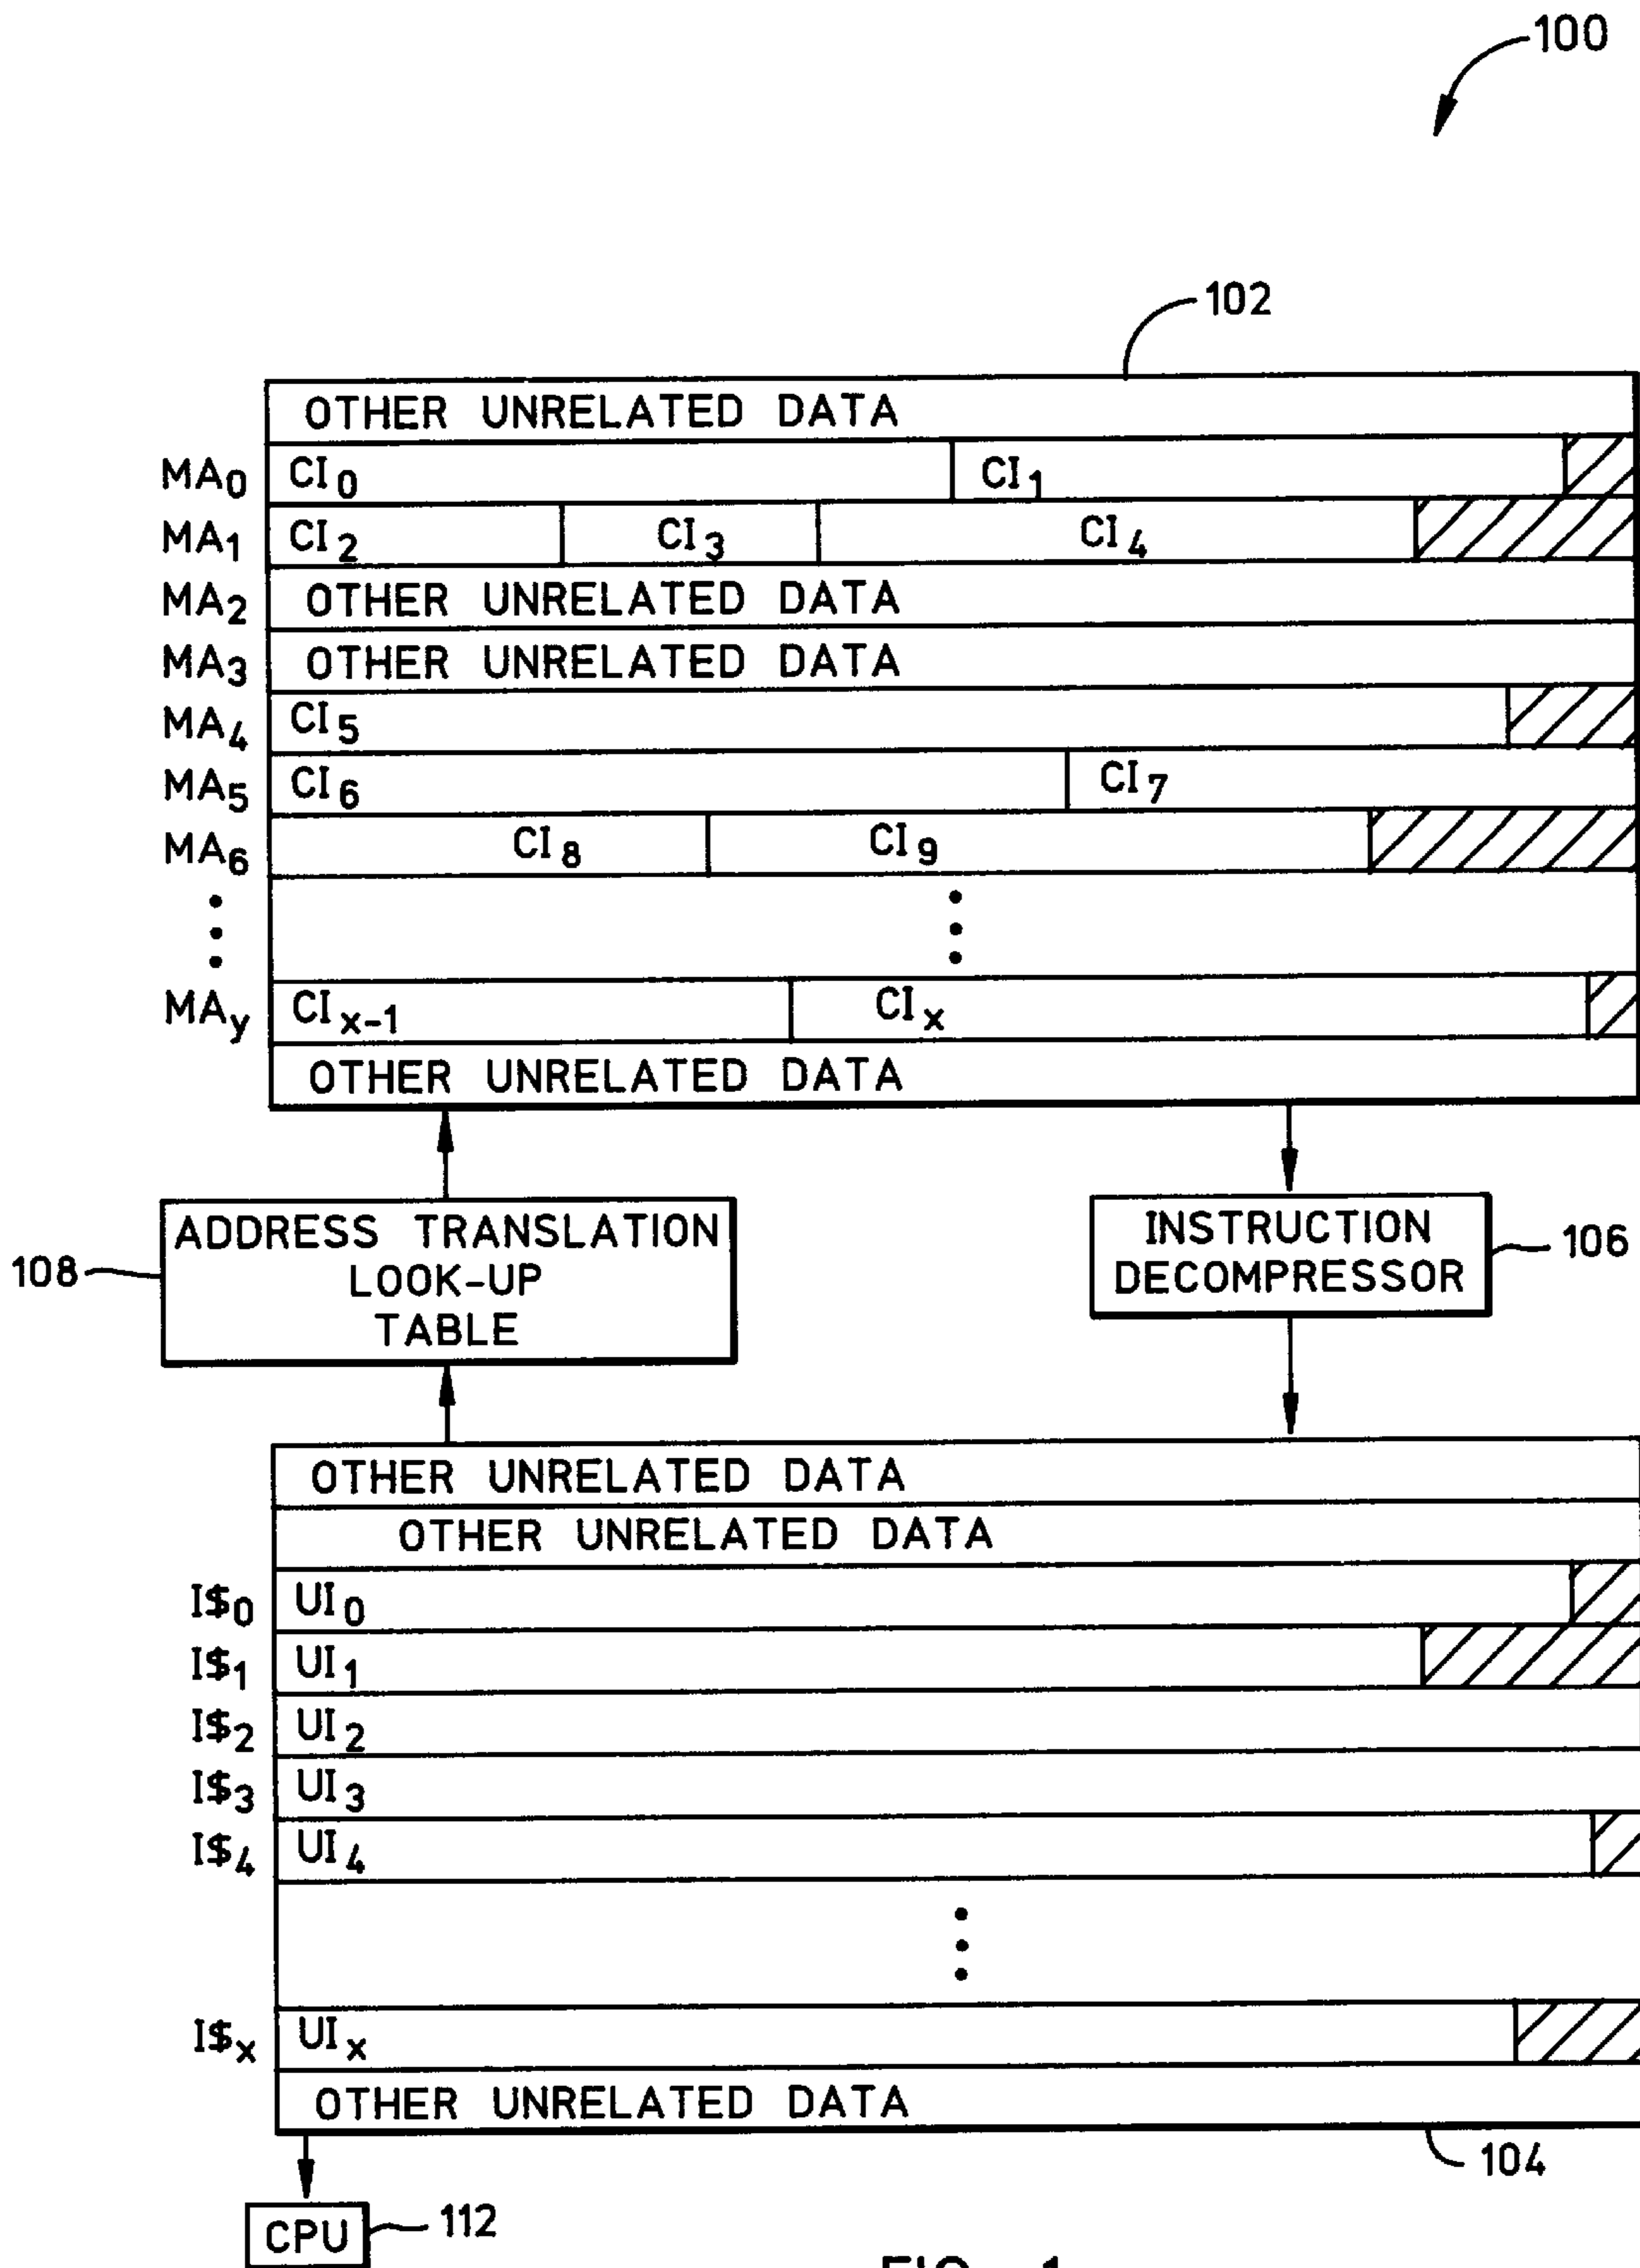 100
102
OTHER UNRELATED DATA
MA0 CI0 CI1
MA1 CI2 CI3 CI4
MA2 OTHER UNRELATED DATA
MA3 OTHER UNRELATED DATA
MA4 CI5
MA5 CI6 CI7
MA6 CI8 CI9
MAy CIx-1 CIx
OTHER UNRELATED DATA
108
ADDRESS TRANSLATION
LOOK-UP
TABLE
INSTRUCTION
DECOMPRESSOR
106
OTHER UNRELATED DATA
OTHER UNRELATED DATA
I$0 UI0
I$1 UI1
I$2 UI2
I$3 UI3
I$4 UI4
I$x UIx
OTHER UNRELATED DATA
104
CPU 112
FIG. 1